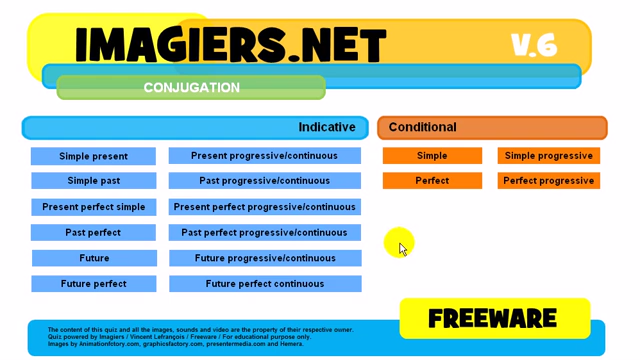 IMAGIERS.NET
V.6
CONJUGATION
Indicative
Conditional
Simple present
Present progressive/continuous
Simple
Simple progressive
Simple past
Past progressive/continuous
Perfect
Perfect progressive
Present perfect simple
Present perfect progressive/continuous
Past perfect
Past perfect progressive/continuous
Future
Future progressive/continuous
Future perfect
Future perfect continuous
FREEWARE
The content of this quiz and all the images, sounds and video are the property of their respective owner.
Quiz powered by Imagiers / Vincent Lefrançois / Freeware / For educational purpose only.
Images by Animationfctory.com, graphicsfactory.com, presentermedia.com and Hemera.